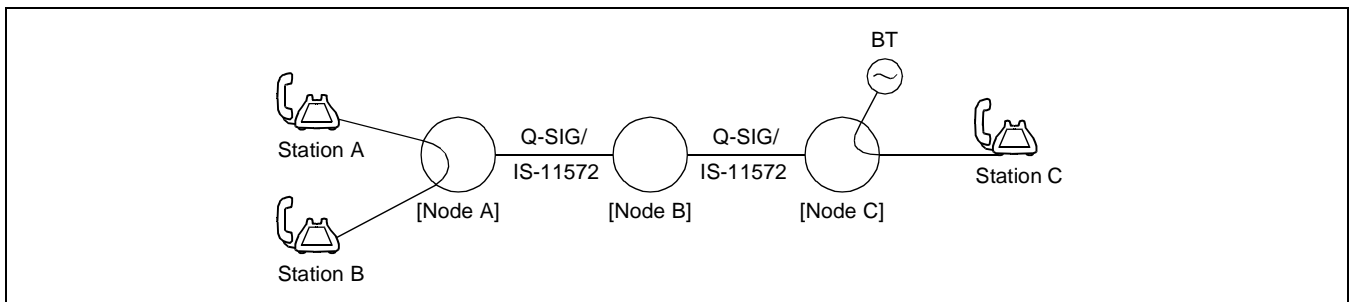 BT
Station A
Q-SIG/
IS-11572
Q-SIG/
IS-11572
Station C
[Node A]
[Node B]
[Node C]
Station B